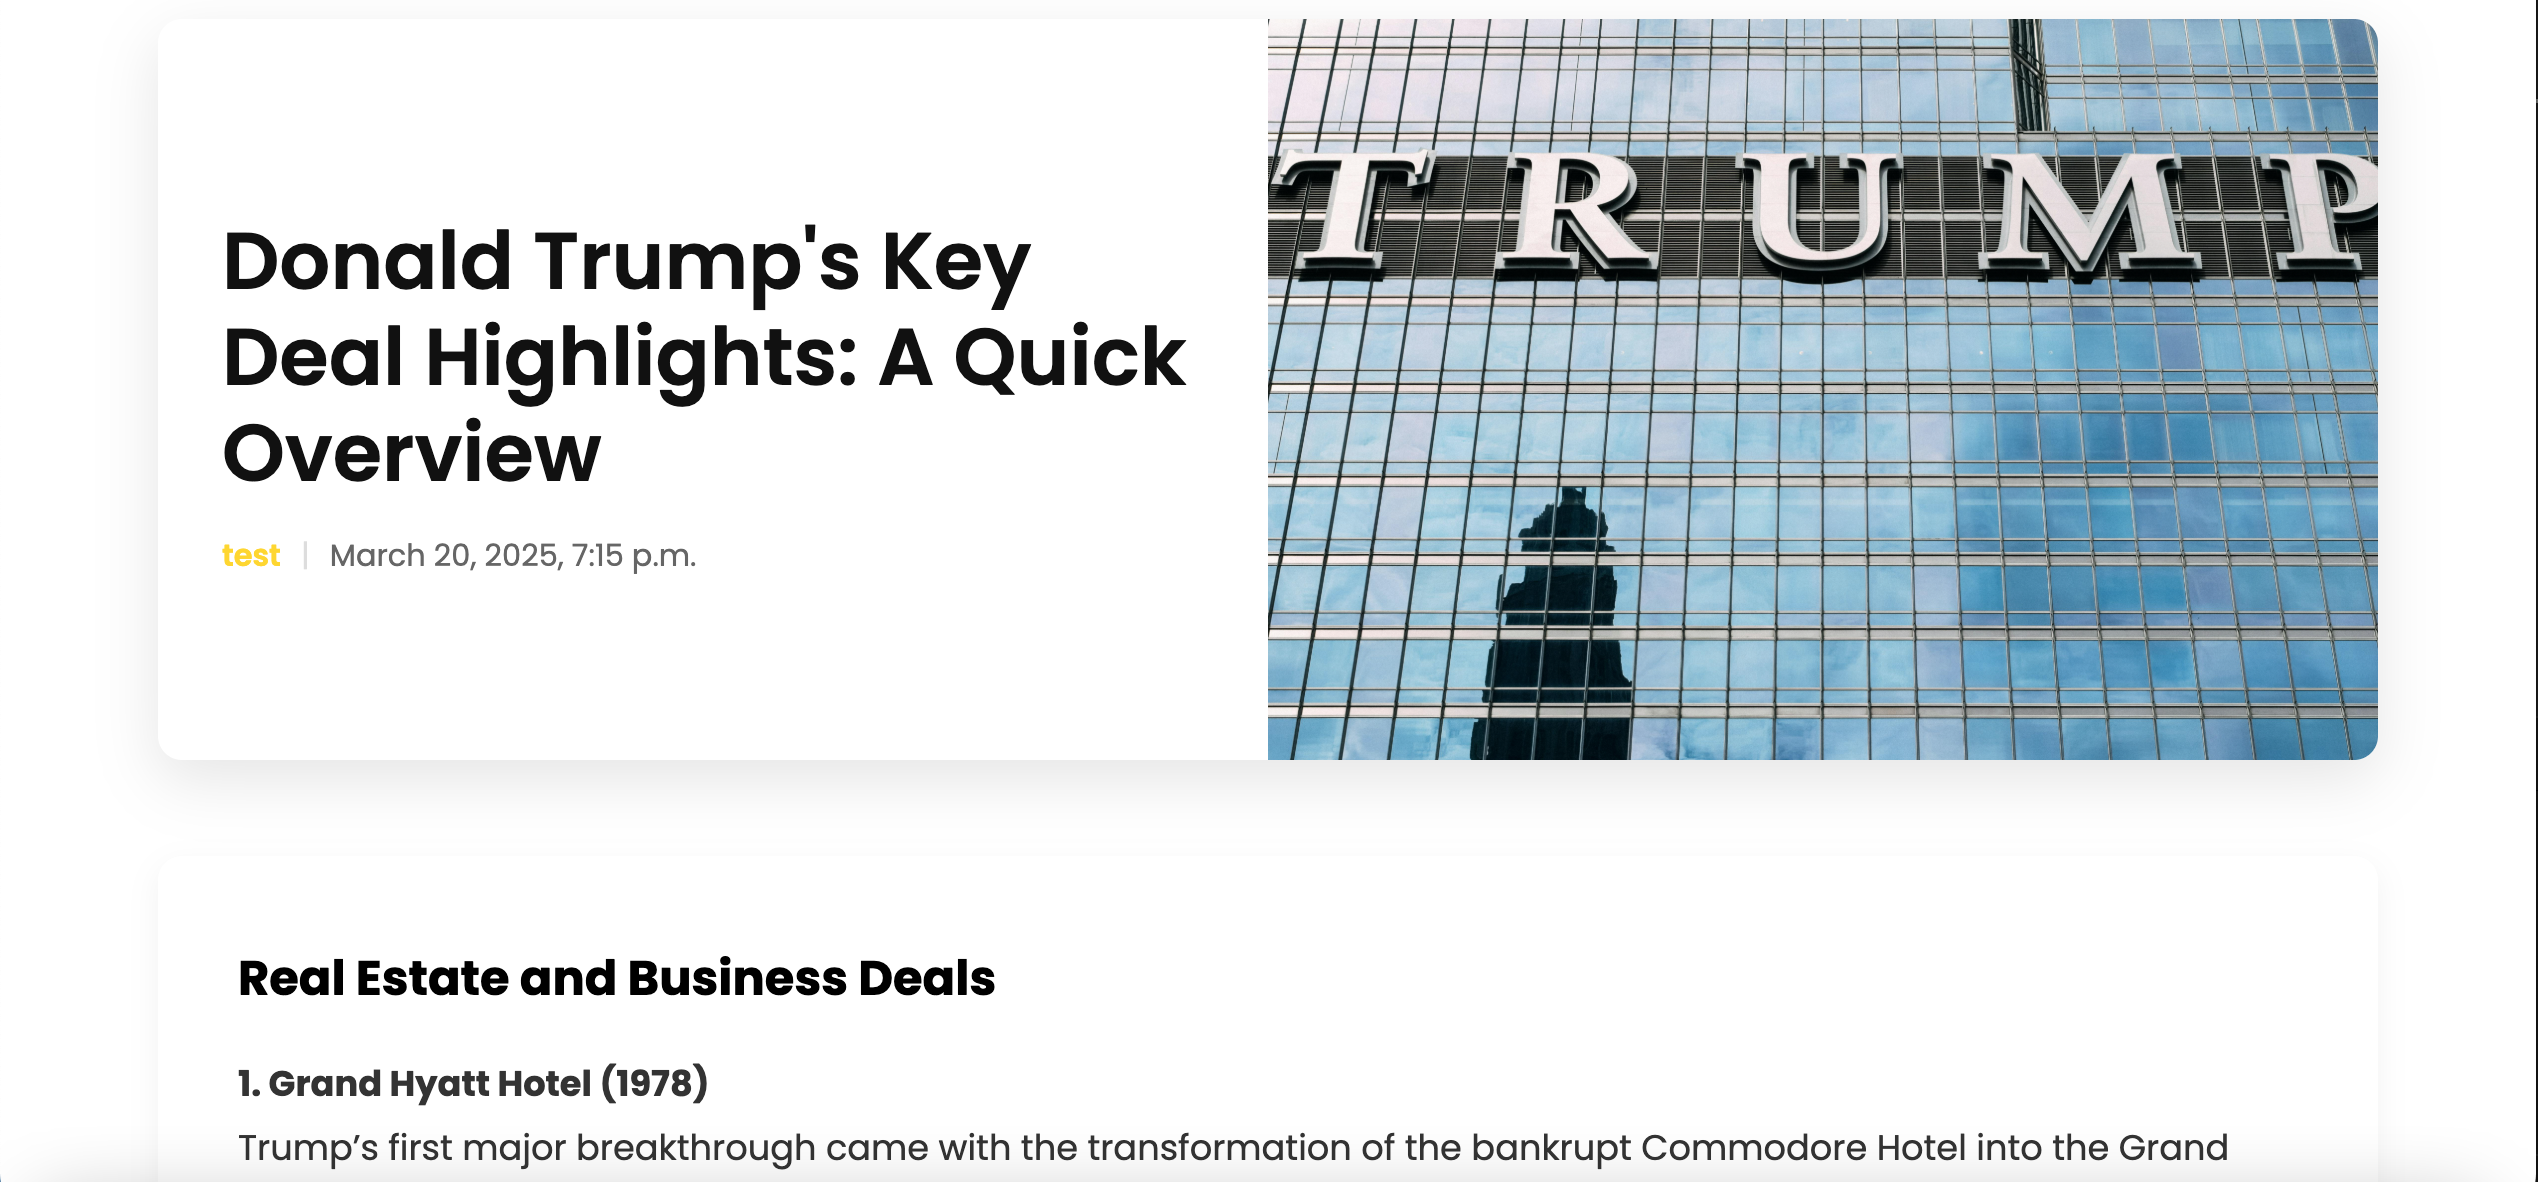 TRUMP
Donald Trump's Key
Deal Highlights: A Quick
Overview
test | March 20, 2025, 7:15 p.m.
Real Estate and Business Deals
1. Grand Hyatt Hotel (1978)
Trump’s first major breakthrough came with the transformation of the bankrupt Commodore Hotel into the Grand